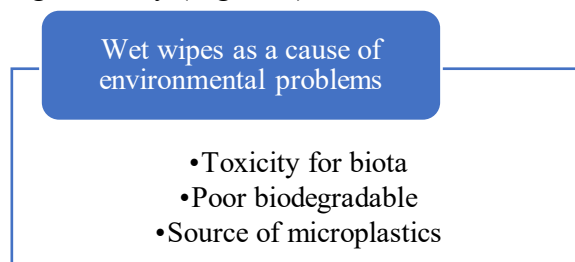 Wet wipes as a cause of
environmental problems
•Toxicity for biota
•Poor biodegradable
•Source of microplastics